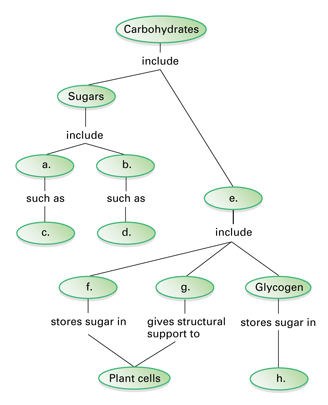 Carbohydrates
include
Sugars
include
a.
b.
e.
such as
such as
c.
d.
include
f.
g.
Glycogen
stores sugar in
gives structural
support to
stores sugar in
Plant cells
h.